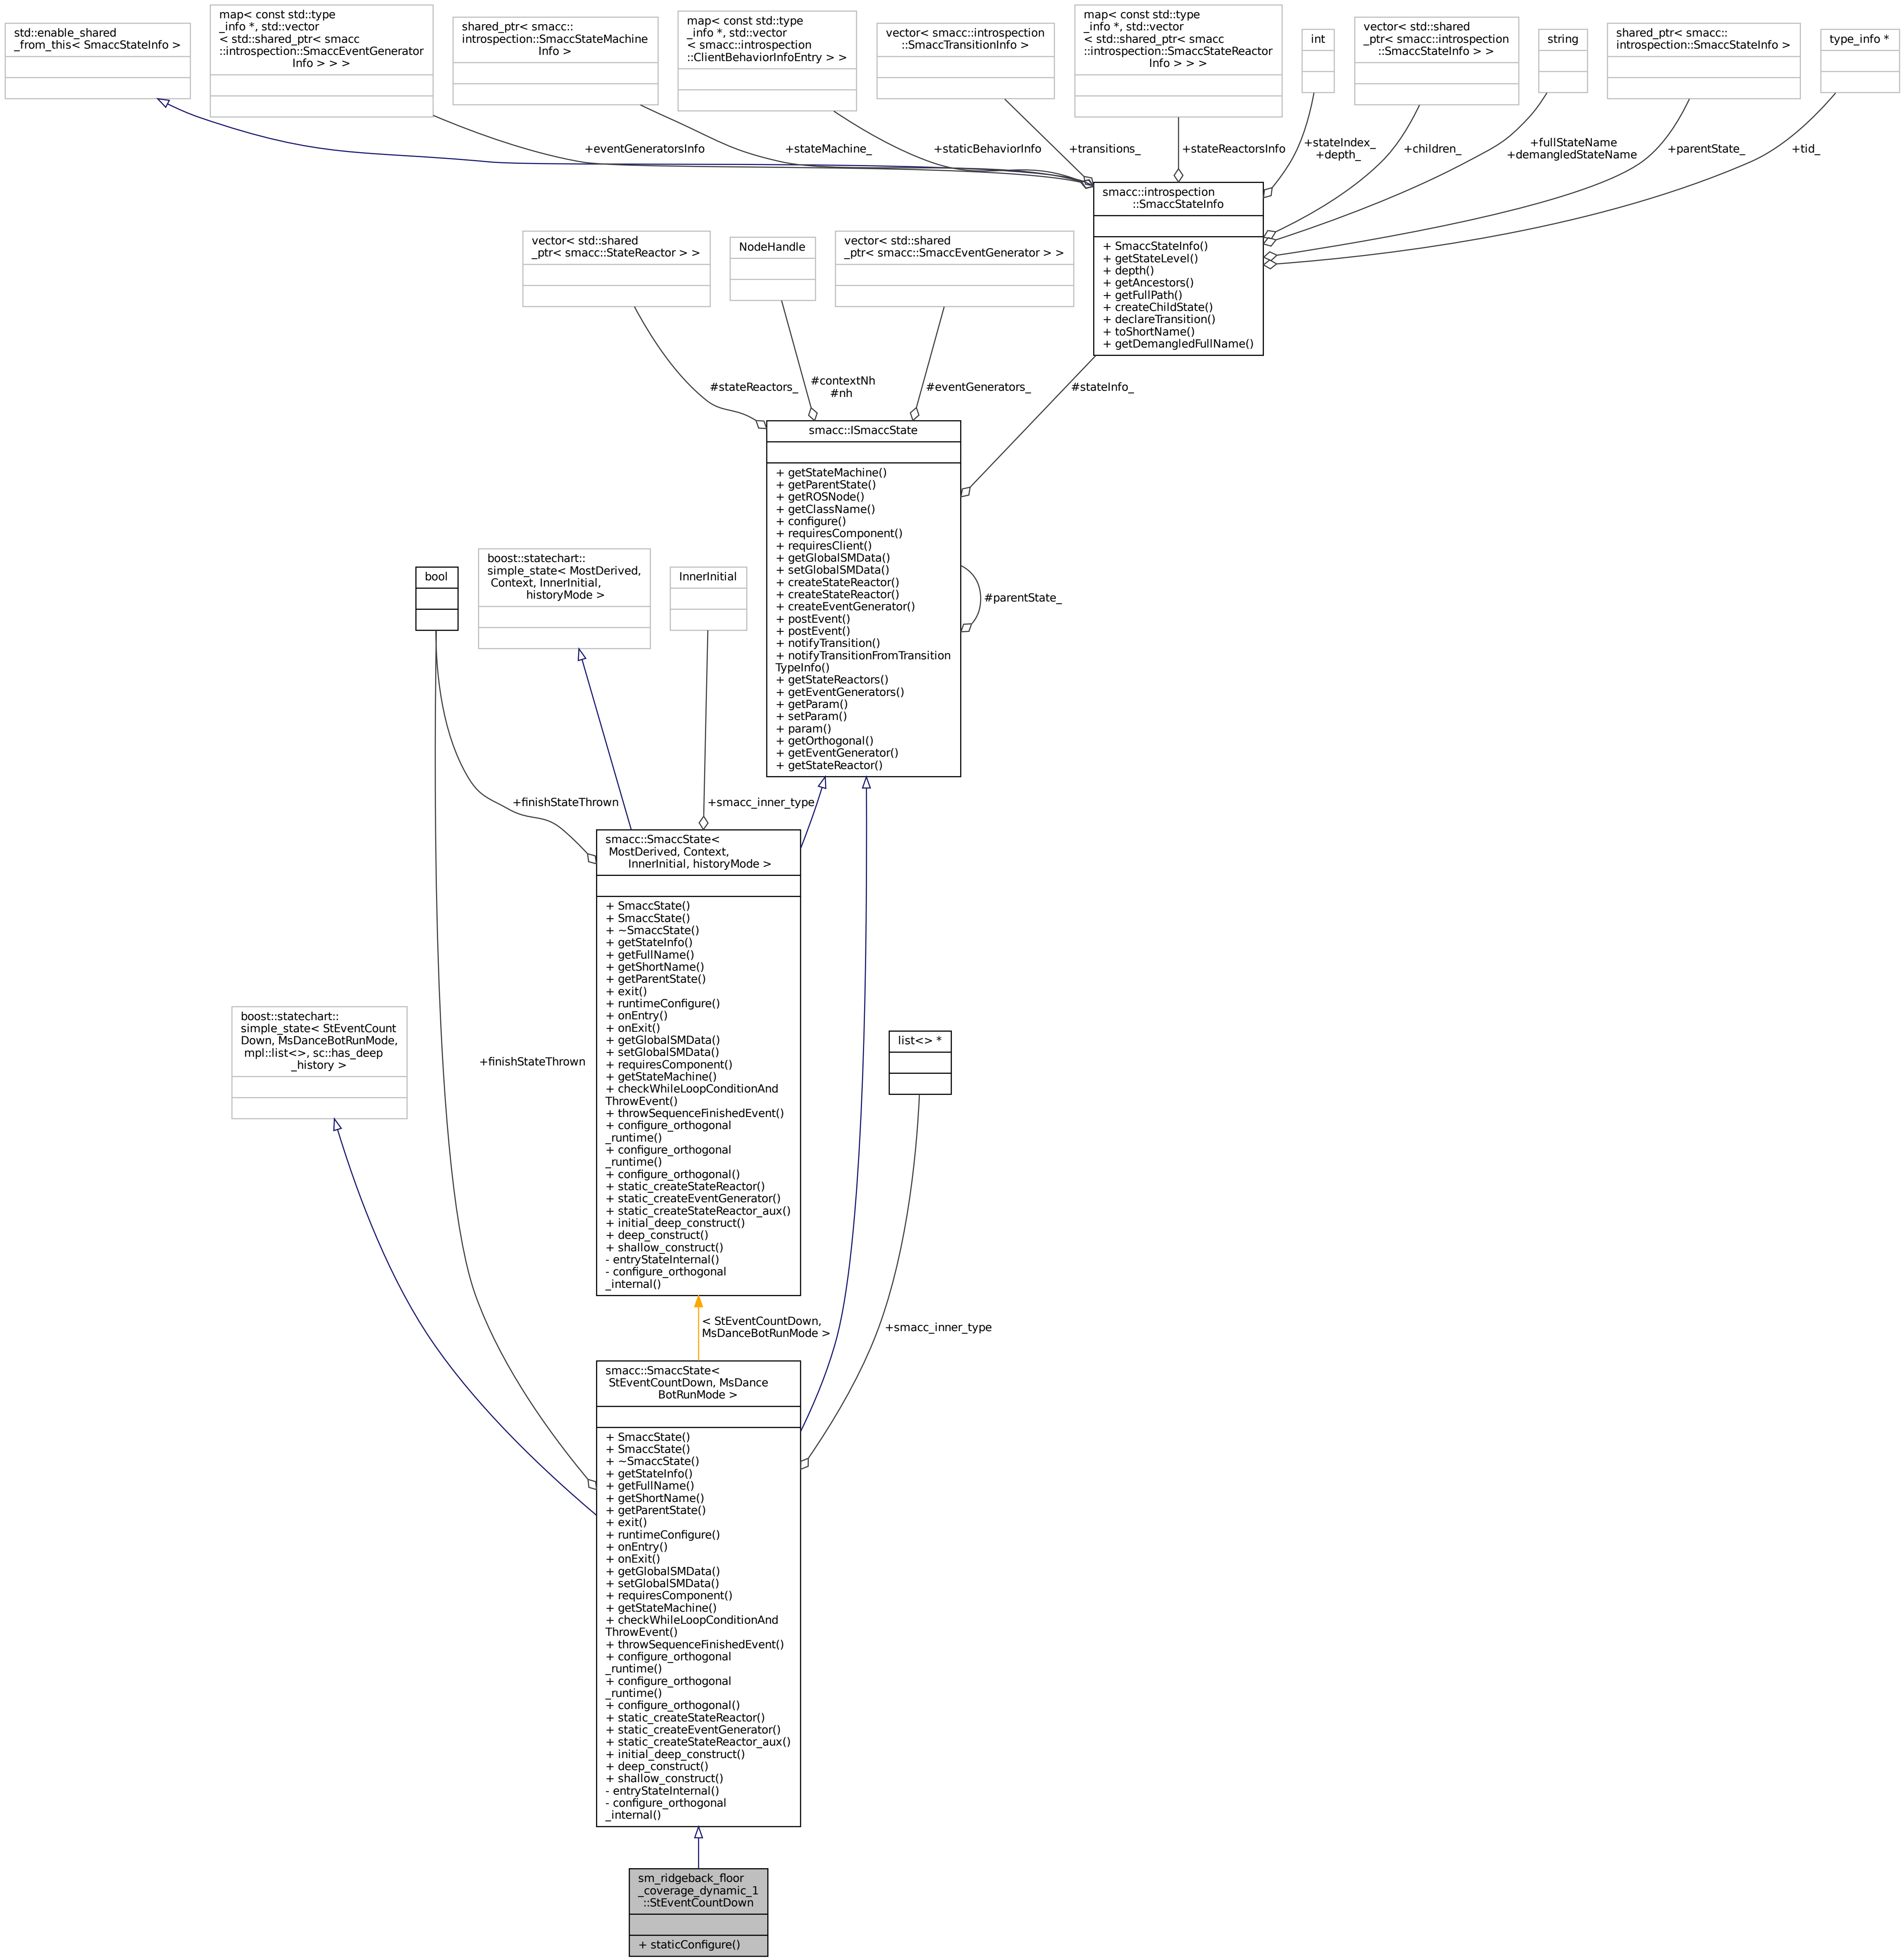 std::enable_shared
_from_this< SmaccStateInfo >
map< const std::type
_info *, std::vector
< std::shared_ptr< smacc
::introspection::SmaccEventGenerator
Info > > >
shared_ptr< smacc::
introspection::SmaccStateMachine
Info >
map< const std::type
_info *, std::vector
< smacc::introspection
::ClientBehaviorInfoEntry > >
vector< smacc::introspection
::SmaccTransitionInfo >
map< const std::type
_info *, std::vector
< std::shared_ptr< smacc
::introspection::SmaccStateReactor
Info > > >
int
vector< std::shared
_ptr< smacc::introspection
::SmaccStateInfo > >
string
shared_ptr< smacc::
introspection::SmaccStateInfo >
type_info *
+eventGeneratorsInfo
+stateMachine_
+staticBehaviorInfo
+transitions_
+stateReactorsInfo
+stateIndex_
+depth_
+children_
+fullStateName
+demangledStateName
+parentState_
+tid_
smacc::introspection
::SmaccStateInfo
+ SmaccStateInfo()
+ getStateLevel()
+ depth()
+ getAncestors()
+ getFullPath()
+ createChildState()
+ declareTransition()
+ toShortName()
+ getDemangledFullName()
vector< std::shared
_ptr< smacc::StateReactor > >
NodeHandle
vector< std::shared
_ptr< smacc::SmaccEventGenerator > >
#stateReactors_
#contextNh
#nh
#eventGenerators_
#stateInfo_
smacc::ISmaccState
+ getStateMachine()
+ getParentState()
+ getROSNode()
+ getClassName()
+ configure()
+ requiresComponent()
+ requiresClient()
+ getGlobalSMData()
+ setGlobalSMData()
+ createStateReactor()
+ createStateReactor()
+ createEventGenerator()
+ postEvent()
+ postEvent()
+ notifyTransition()
+ notifyTransitionFromTransition
TypeInfo()
+ getStateReactors()
+ getEventGenerators()
+ getParam()
+ setParam()
+ param()
+ getOrthogonal()
+ getEventGenerator()
+ getStateReactor()
#parentState_
bool
boost::statechart::
simple_state< MostDerived,
Context, InnerInitial,
historyMode >
InnerInitial
+finishStateThrown
+smacc_inner_type
smacc::SmaccState<
MostDerived, Context,
InnerInitial, historyMode >
+ SmaccState()
+ SmaccState()
+ ~SmaccState()
+ getStateInfo()
+ getFullName()
+ getShortName()
+ getParentState()
+ exit()
+ runtimeConfigure()
+ onEntry()
+ onExit()
+ getGlobalSMData()
+ setGlobalSMData()
+ requiresComponent()
+ getStateMachine()
+ checkWhileLoopConditionAnd
ThrowEvent()
+ throwSequenceFinishedEvent()
+ configure_orthogonal
_runtime()
+ configure_orthogonal
_runtime()
+ configure_orthogonal()
+ static_createStateReactor()
+ static_createEventGenerator()
+ static_createStateReactor_aux()
+ initial_deep_construct()
+ deep_construct()
+ shallow_construct()
- entryStateInternal()
- configure_orthogonal
_internal()
boost::statechart::
simple_state< StEventCount
Down, MsDanceBotRunMode,
mpl::list<>, sc::has_deep
_history >
+finishStateThrown
list<> *
< StEventCountDown,
MsDanceBotRunMode >
+smacc_inner_type
smacc::SmaccState<
StEventCountDown, MsDance
BotRunMode >
+ SmaccState()
+ SmaccState()
+ ~SmaccState()
+ getStateInfo()
+ getFullName()
+ getShortName()
+ getParentState()
+ exit()
+ runtimeConfigure()
+ onEntry()
+ onExit()
+ getGlobalSMData()
+ setGlobalSMData()
+ requiresComponent()
+ getStateMachine()
+ checkWhileLoopConditionAnd
ThrowEvent()
+ throwSequenceFinishedEvent()
+ configure_orthogonal
_runtime()
+ configure_orthogonal
_runtime()
+ configure_orthogonal()
+ static_createStateReactor()
+ static_createEventGenerator()
+ static_createStateReactor_aux()
+ initial_deep_construct()
+ deep_construct()
+ shallow_construct()
- entryStateInternal()
- configure_orthogonal
_internal()
sm_ridgeback_floor
_coverage_dynamic_1
::StEventCountDown
+ staticConfigure()